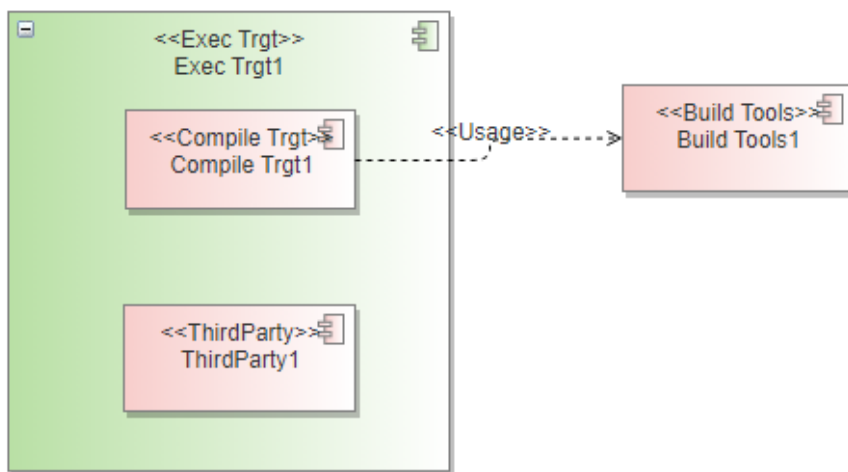 <<Exec Trgt>>
Exec Trgt1
<<Compile Trgt>>
Compile Trgt1
<<Usage>>
<<Build Tools>>
Build Tools1
<<ThirdParty>>
ThirdParty1